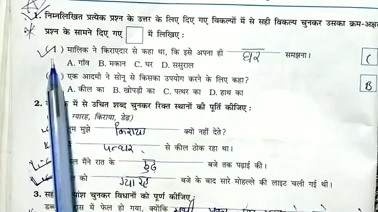 1. निम्नलिखित प्रत्येक प्रश्न के उत्तर के लिए दिए गए विकल्पों में से सही विकल्प चुनकर उसका क्रम-अक्षर
प्रश्न के सामने दिए गए में लिखिए :
मालिक ने किराएदार से कहा था, कि इसे अपना ही घर समझना। C
A. गाँव B. मकान C. घर D. ससुराल
) एक आदमी ने सोनू से किसका उपयोग करने के लिए कहा? B
A. कील का B. खोपड़ी का C. पत्थर का D. हाथ का
2. में से उचित शब्द चुनकर रिक्त स्थानों की पूर्ति कीजिए :
ग्यारह, किराया, डेढ़)
तुम मुझे किराया क्यों नहीं देते?
पत्थर से कील ठोक रहा था।
मैंने रात के डेढ़ बजे तक पढ़ाई की।
को ग्यारह बजे के बाद सारे मोहल्ले की लाइट चली गई थी।
3. चुनकर विधानों की पूर्ण कीजिए
में फेल हो गया, क्योंकि